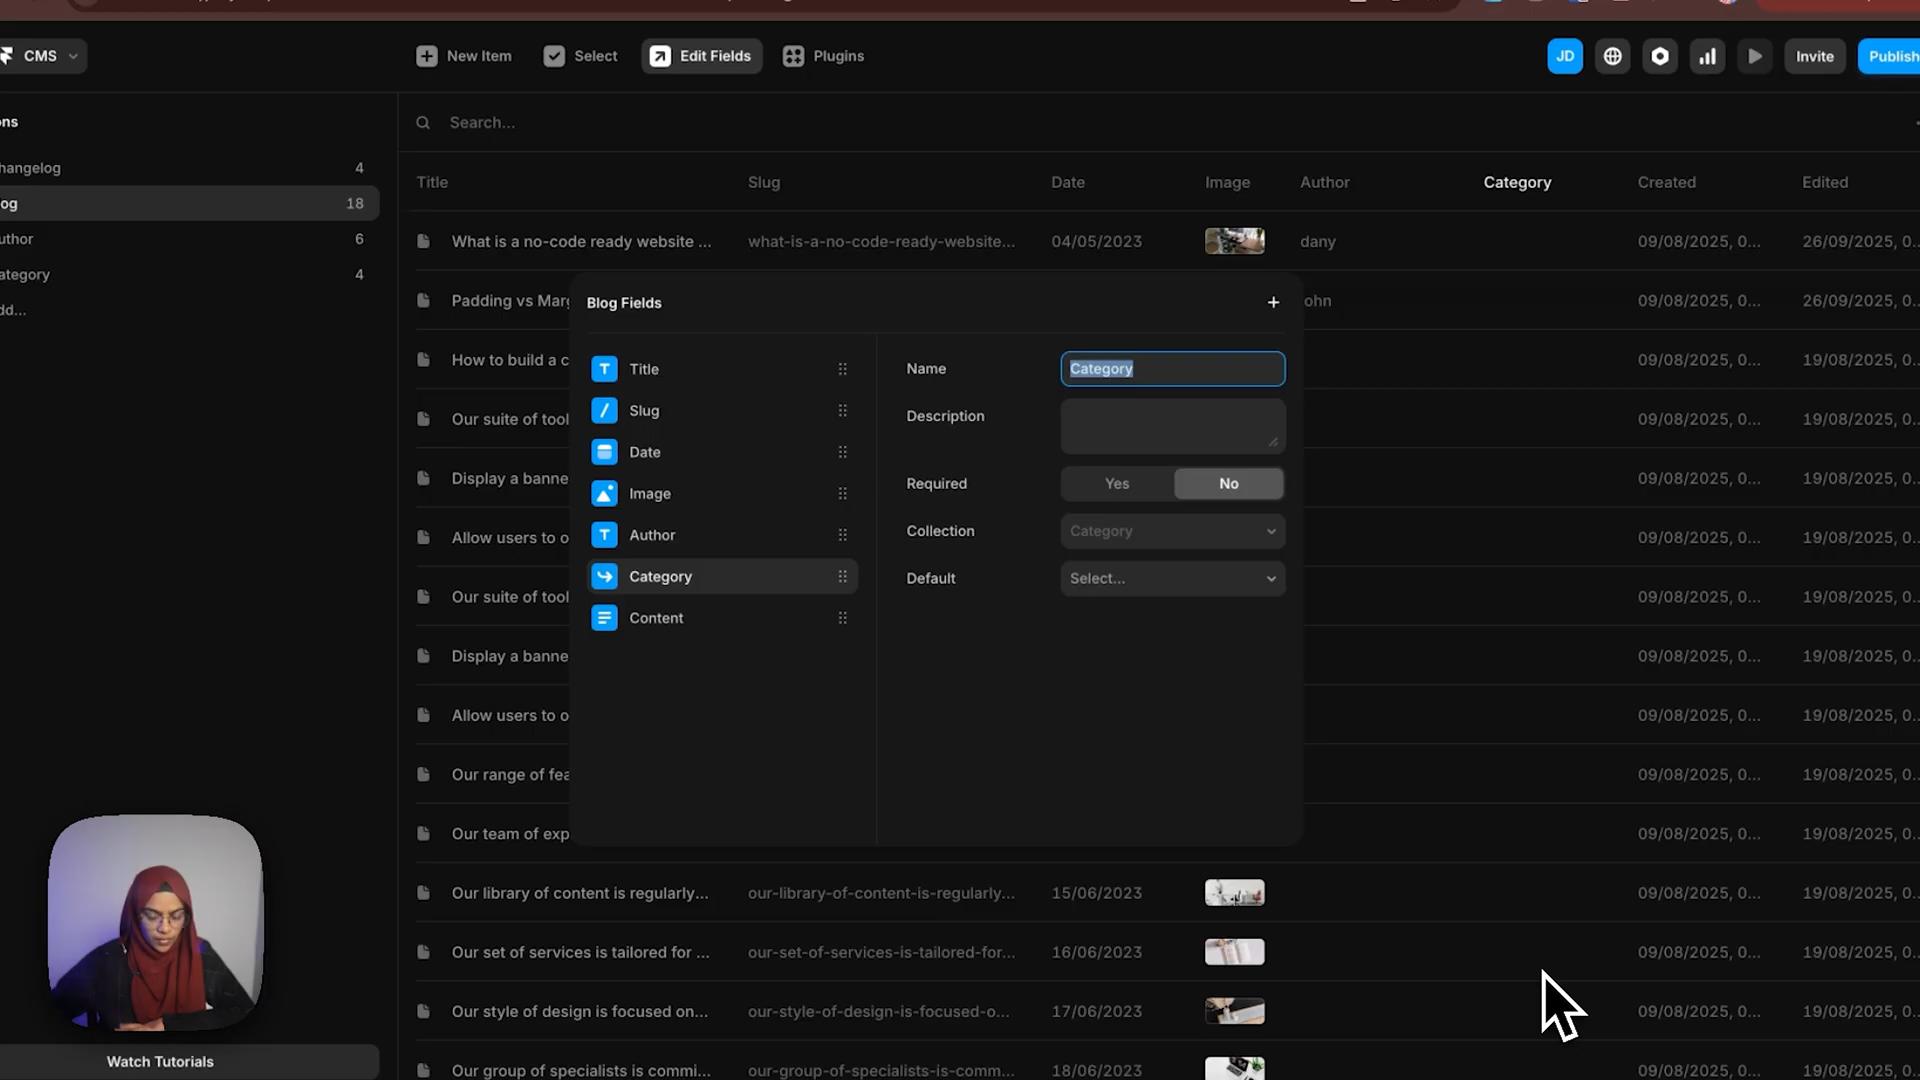 CMS
New Item
Select
Edit Fields
Plugins
JD
Invite
Publish
ons
hangelog 4
og 18
uthor 6
ategory 4
dd...
Search...
Title Slug Date Image Author Category Created Edited
What is a no-code ready website ... what-is-a-no-code-ready-website... 04/05/2023 dany 09/08/2025, 0... 26/09/2025, 0...
Padding vs Marg ohn 09/08/2025, 0... 26/09/2025, 0...
How to build a c 09/08/2025, 0... 19/08/2025, 0...
Our suite of tool 09/08/2025, 0... 19/08/2025, 0...
Display a banne 09/08/2025, 0... 19/08/2025, 0...
Allow users to o 09/08/2025, 0... 19/08/2025, 0...
Our suite of tool 09/08/2025, 0... 19/08/2025, 0...
Display a banne 09/08/2025, 0... 19/08/2025, 0...
Allow users to o 09/08/2025, 0... 19/08/2025, 0...
Our range of fea 09/08/2025, 0... 19/08/2025, 0...
Our team of exp 09/08/2025, 0... 19/08/2025, 0...
Our library of content is regularly... our-library-of-content-is-regularly... 15/06/2023 09/08/2025, 0... 19/08/2025, 0...
Our set of services is tailored for ... our-set-of-services-is-tailored-for... 16/06/2023 09/08/2025, 0... 19/08/2025, 0...
Our style of design is focused on... our-style-of-design-is-focused-o... 17/06/2023 09/08/2025, 0... 19/08/2025, 0...
Our group of specialists is commi... our-group-of-specialists-is-comm... 18/06/2023 09/08/2025, 0... 19/08/2025, 0...
Blog Fields
Title
Slug
Date
Image
Author
Category
Content
Name Category
Description
Required Yes No
Collection Category
Default Select...
Watch Tutorials